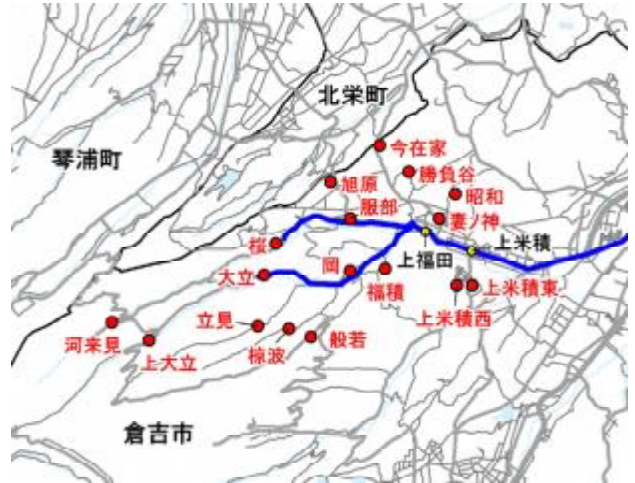 北栄町
琴浦町
今在家
勝負谷
旭原
昭和
服部
妻ノ神
桜
上米積
上福田
大立
岡
福積
上米積東
上米積西
立見
河来見
椋波
般若
上大立
倉吉市